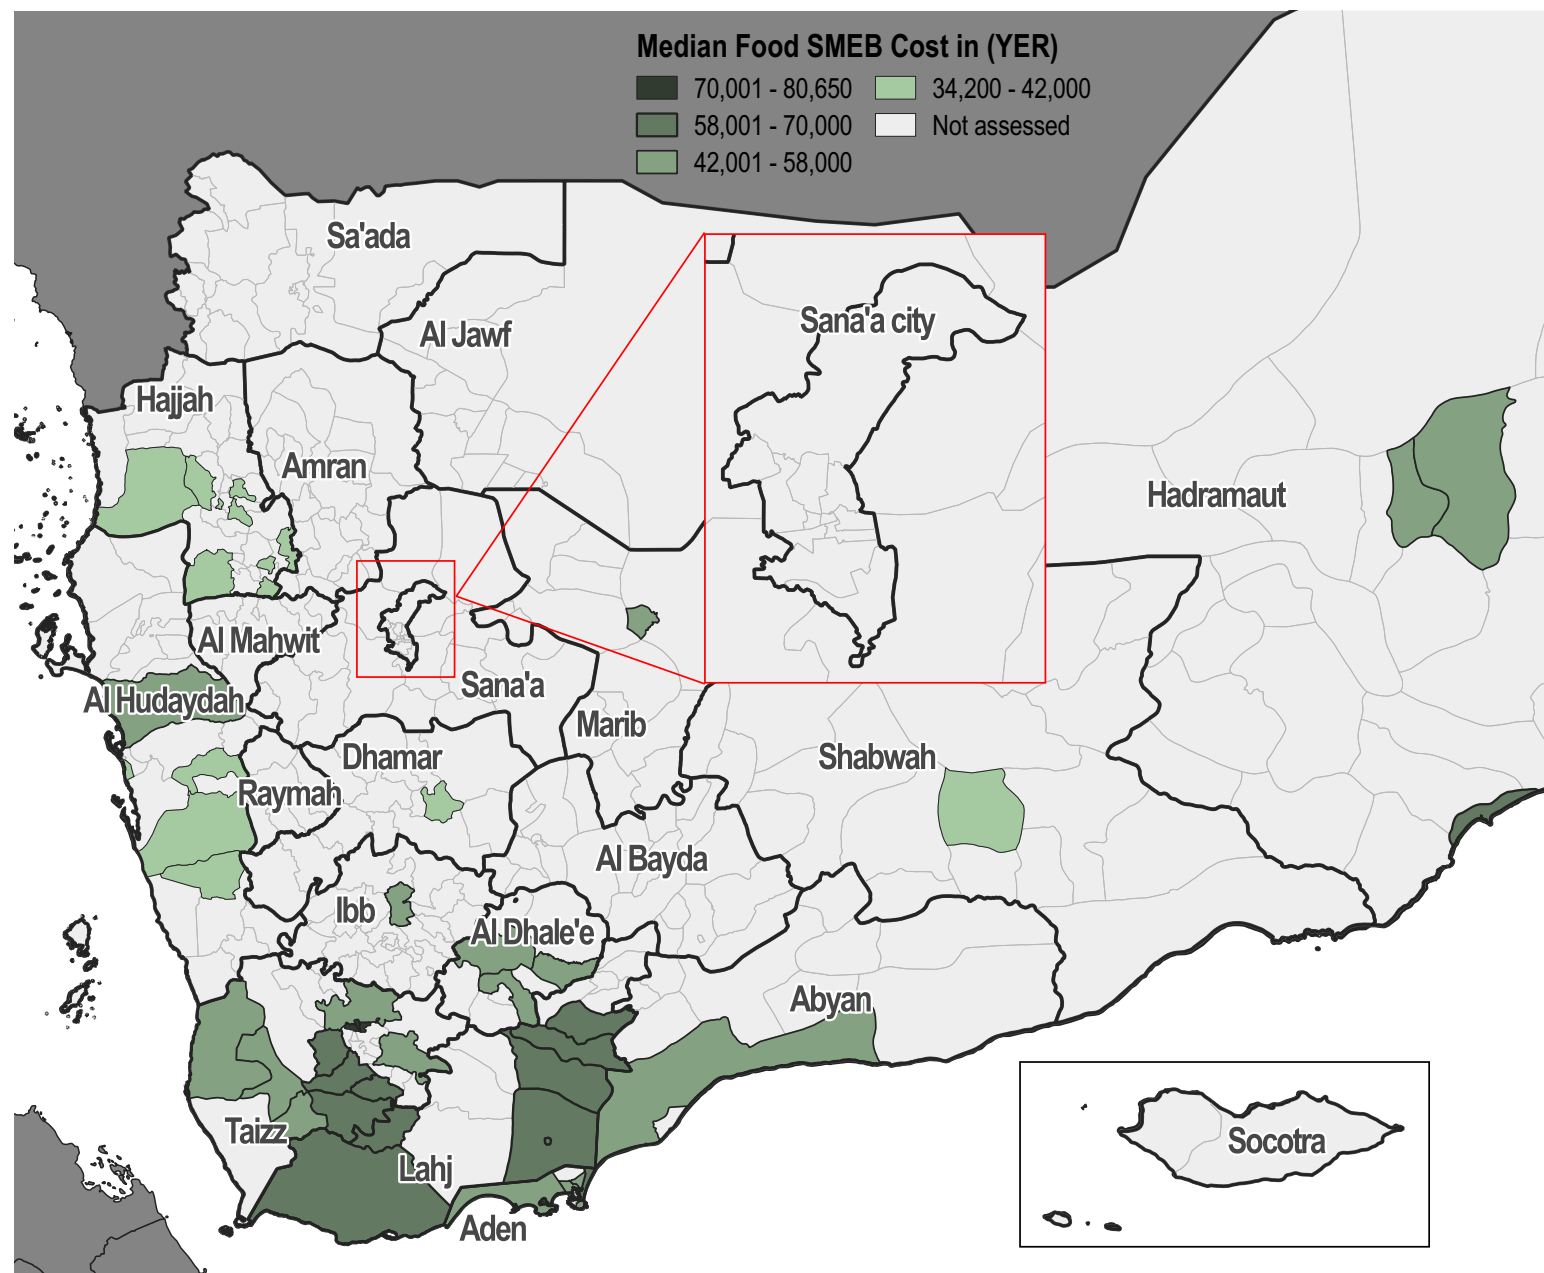 Median Food SMEB Cost in (YER)
70,001 - 80,650
34,200 - 42,000
58,001 - 70,000
Not assessed
42,001 - 58,000
Sa'ada
Al Jawf
Sana'a city
Hajjah
Amran
Hadramaut
Al Mahwit
Sana'a
Al Hudaydah
Marib
Dhamar
Shabwah
Raymah
Al Bayda
Ibb
Al Dhale'e
Abyan
Taizz
Socotra
Lahj
Aden